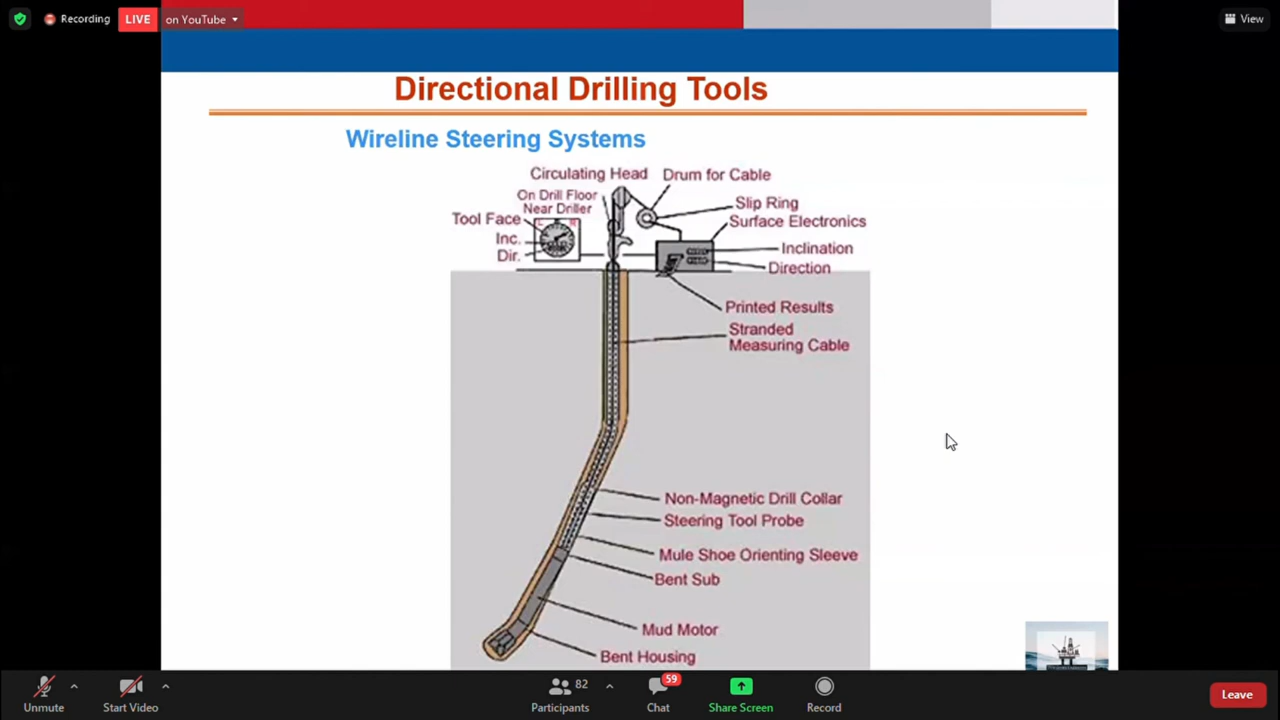 Recording
LIVE
on YouTube
View
Directional Drilling Tools
Wireline Steering Systems
Circulating Head
Drum for Cable
On Drill Floor
Near Driller
Slip Ring
Tool Face
Surface Electronics
Inc.
Inclination
Dir.
Direction
Printed Results
Stranded
Measuring Cable
Non-Magnetic Drill Collar
Steering Tool Probe
Mule Shoe Orienting Sleeve
Bent Sub
Mud Motor
Bent Housing
Unmute
Start Video
82
Participants
59
Chat
Share Screen
Record
Leave